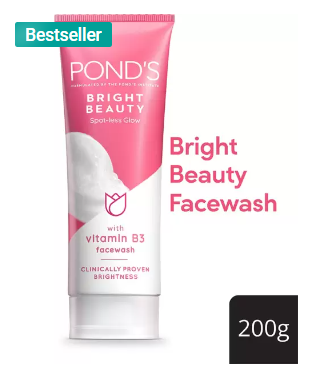 Bestseller
POND'S
BRIGHT
BEAUTY
Spot-less Glow
with
vitamin B3
facewash
CLINICALLY PROVEN
BRIGHTNESS
Bright
Beauty
Facewash
200g